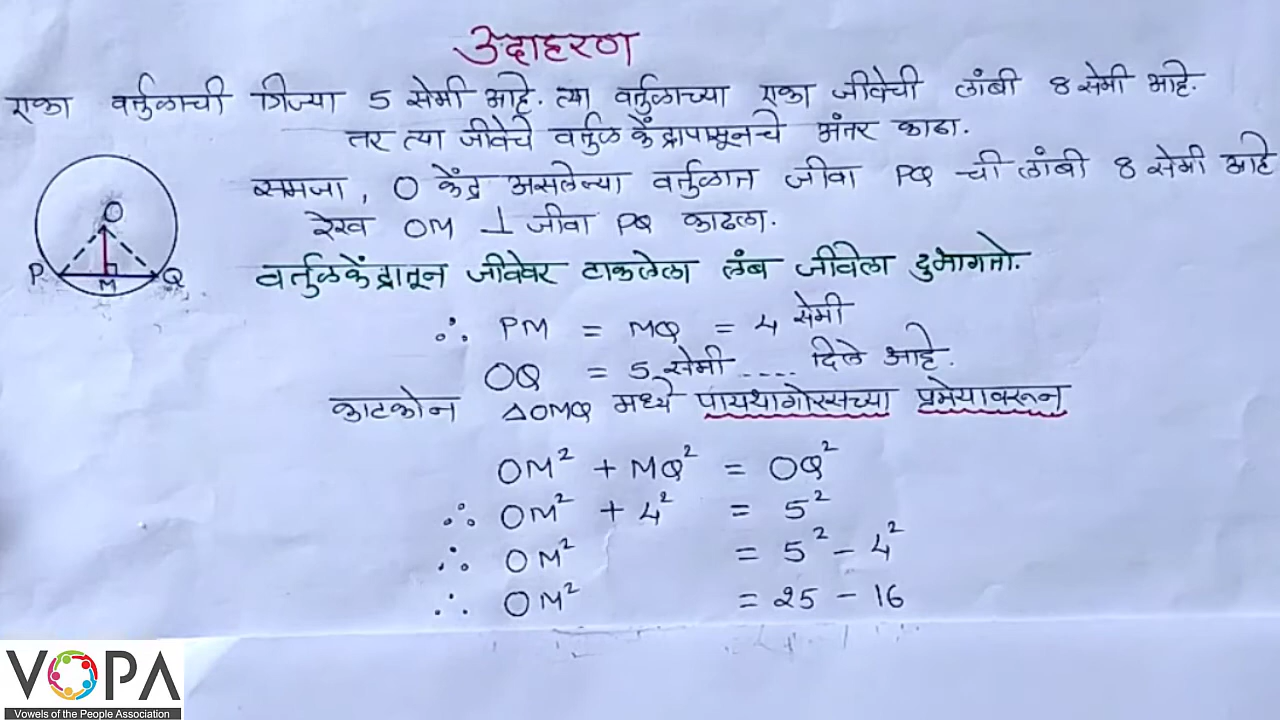 उदाहरण
एका वर्तुळाची त्रिज्या 5 सेमी आहे. त्या वर्तुळाच्या एका जीवेची लांबी 8 सेमी आहे.
तर त्या जीवेचे वर्तुळ केंद्रापासूनचे अंतर काढा.
समजा, O केंद्र असलेल्या वर्तुळात जीवा PQ ची लांबी 8 सेमी आहे
रेख OM ⊥ जीवा PQ काढला.
वर्तुळकेंद्रातून जीवेवर टाकलेला लंब जीवेला दुभागतो.
O
P M Q
∴ PM = MQ = 4 सेमी
OQ = 5 सेमी .... दिले आहे.
काटकोन △OMQ मध्ये पायथागोरसच्या प्रमेयावरून
OM² + MQ² = OQ²
∴ OM² + 4² = 5²
∴ OM² = 5² - 4²
∴ OM² = 25 - 16
VOPA
Vowels of the People Association